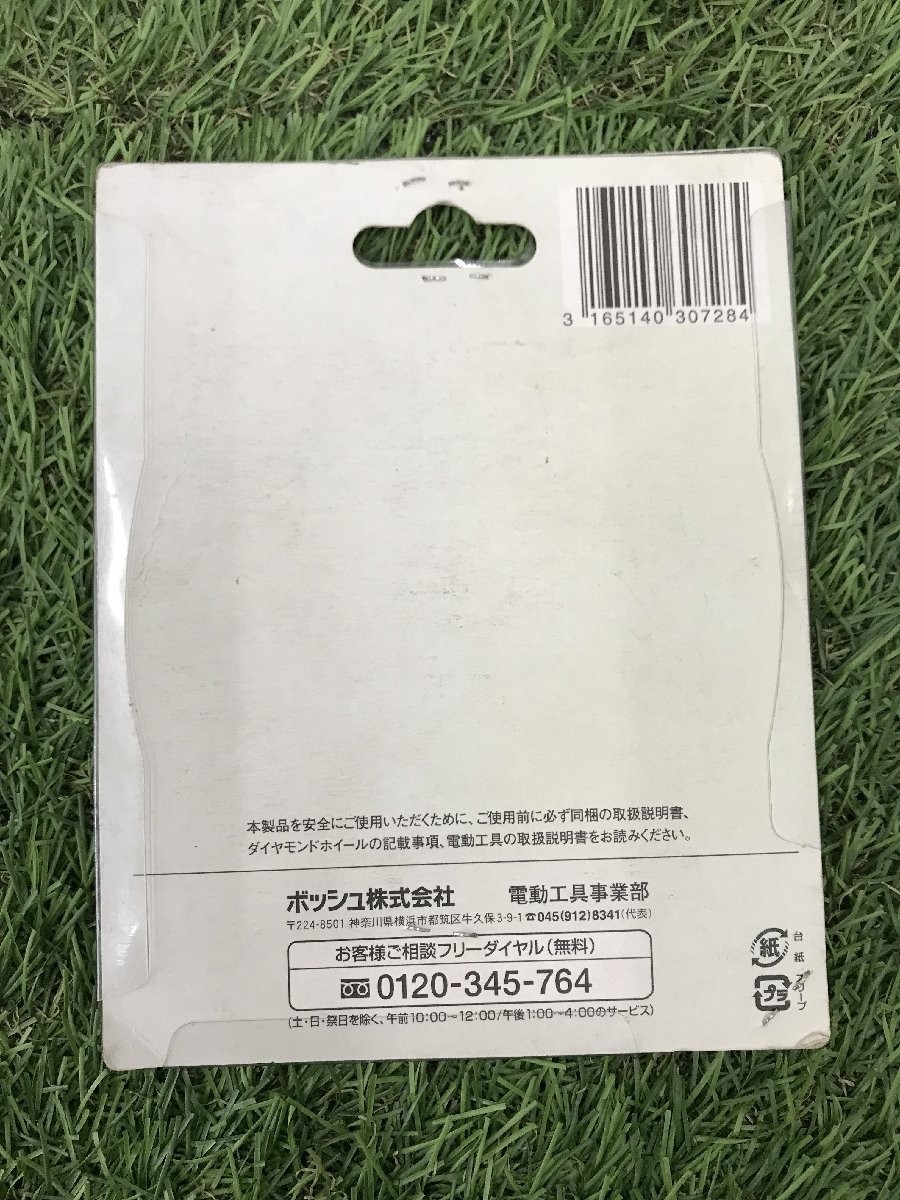 3 165140 307284
本製品を安全にご使用いただくために、ご使用前に必ず同梱の取扱説明書、
ダイヤモンドホイールの記載事項、電動工具の取扱説明書をお読みください。
ボッシュ株式会社 電動工具事業部
〒224-8501 神奈川県横浜市都筑区牛久保3-9-1 ☎045(912)8341(代表)
お客様ご相談フリーダイヤル(無料)
0120-345-764
(土・日・祭日を除く、午前10:00〜12:00/午後1:00〜4:00のサービス)
紙
台紙
プラ